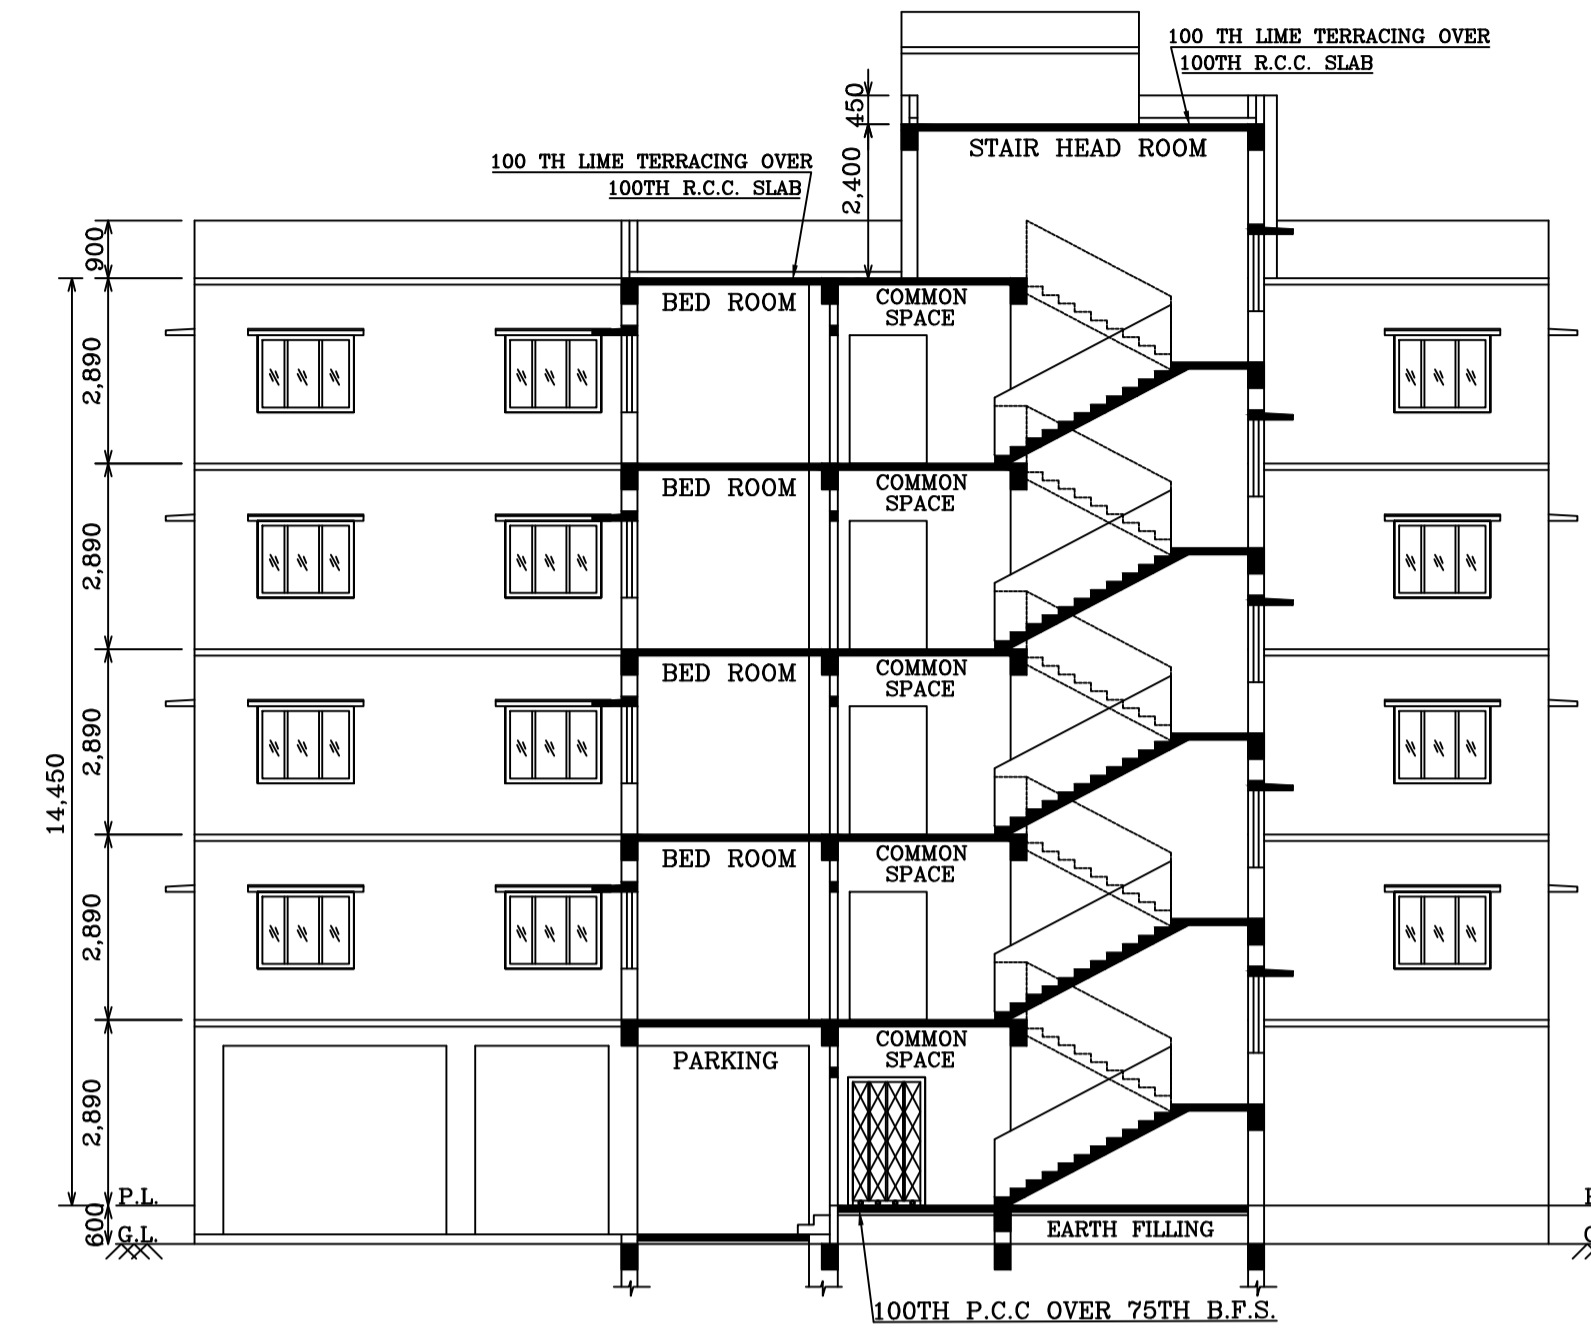 100 TH LIME TERRACING OVER
100TH R.C.C. SLAB
450
STAIR HEAD ROOM
2,400
100 TH LIME TERRACING OVER
100TH R.C.C. SLAB
900
BED ROOM
COMMON
SPACE
2,890
BED ROOM
COMMON
SPACE
2,890
BED ROOM
COMMON
SPACE
2,890
14,450
BED ROOM
COMMON
SPACE
2,890
PARKING
COMMON
SPACE
2,890
P.L.
600
G.L.
EARTH FILLING
100TH P.C.C OVER 75TH B.F.S.